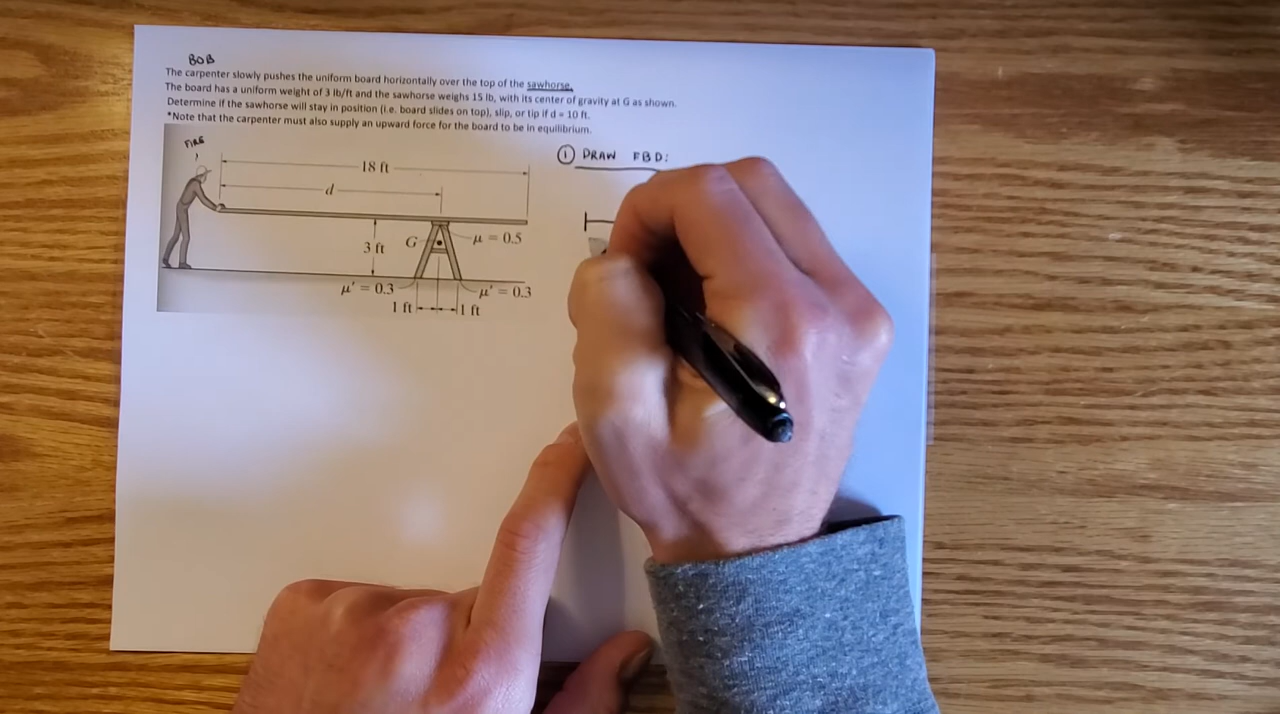 BOB
The carpenter slowly pushes the uniform board horizontally over the top of the sawhorse.
The board has a uniform weight of 3 lb/ft and the sawhorse weighs 15 lb, with its center of gravity at G as shown.
Determine if the sawhorse will stay in position (i.e. board slides on top), slip, or tip if d = 10 ft.
*Note that the carpenter must also supply an upward force for the board to be in equilibrium.
FIRE
① DRAW FBD:
18 ft
d
3 ft
G
μ = 0.5
μ' = 0.3
μ' = 0.3
1 ft
1 ft